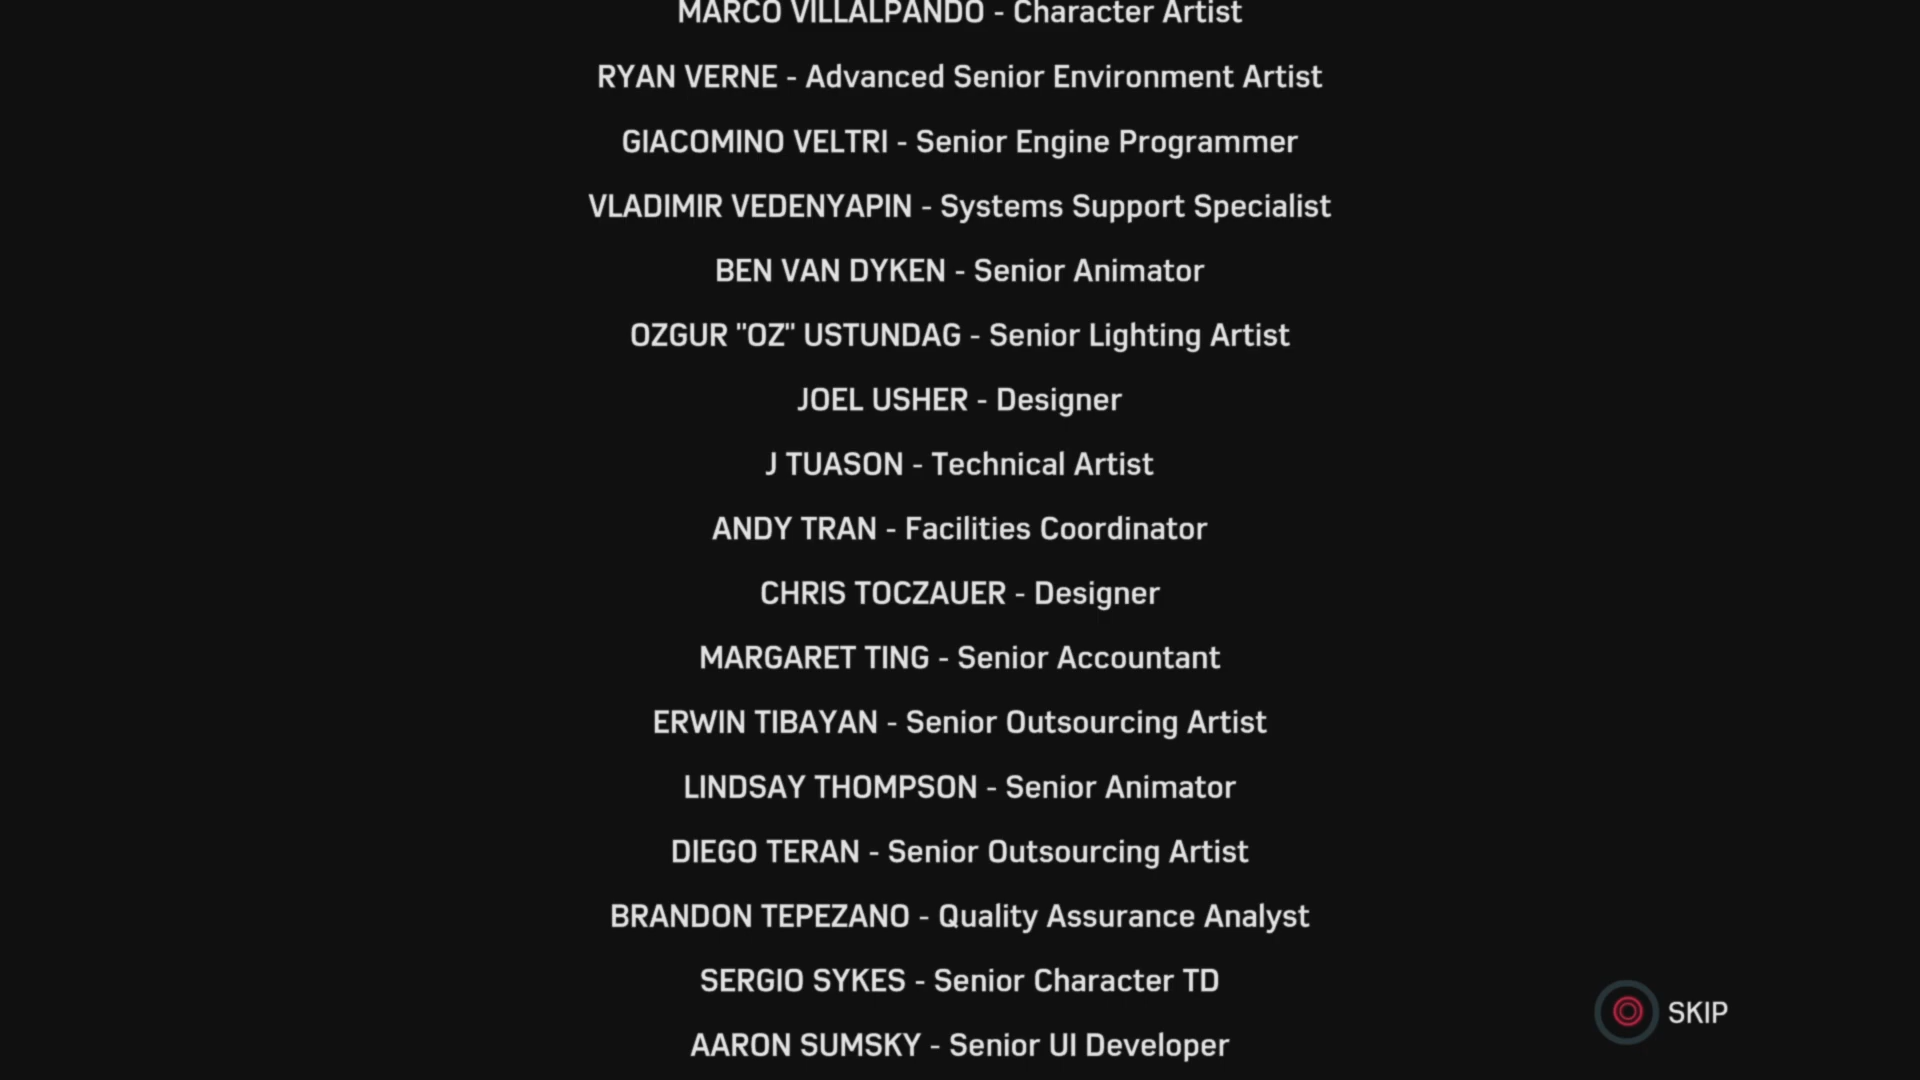 MARCO VILLALPANDO - Character Artist
RYAN VERNE - Advanced Senior Environment Artist
GIACOMINO VELTRI - Senior Engine Programmer
VLADIMIR VEDENYAPIN - Systems Support Specialist
BEN VAN DYKEN - Senior Animator
OZGUR "OZ" USTUNDAG - Senior Lighting Artist
JOEL USHER - Designer
J TUASON - Technical Artist
ANDY TRAN - Facilities Coordinator
CHRIS TOCZAUER - Designer
MARGARET TING - Senior Accountant
ERWIN TIBAYAN - Senior Outsourcing Artist
LINDSAY THOMPSON - Senior Animator
DIEGO TERAN - Senior Outsourcing Artist
BRANDON TEPEZANO - Quality Assurance Analyst
SERGIO SYKES - Senior Character TD
SKIP
AARON SUMSKY - Senior UI Developer